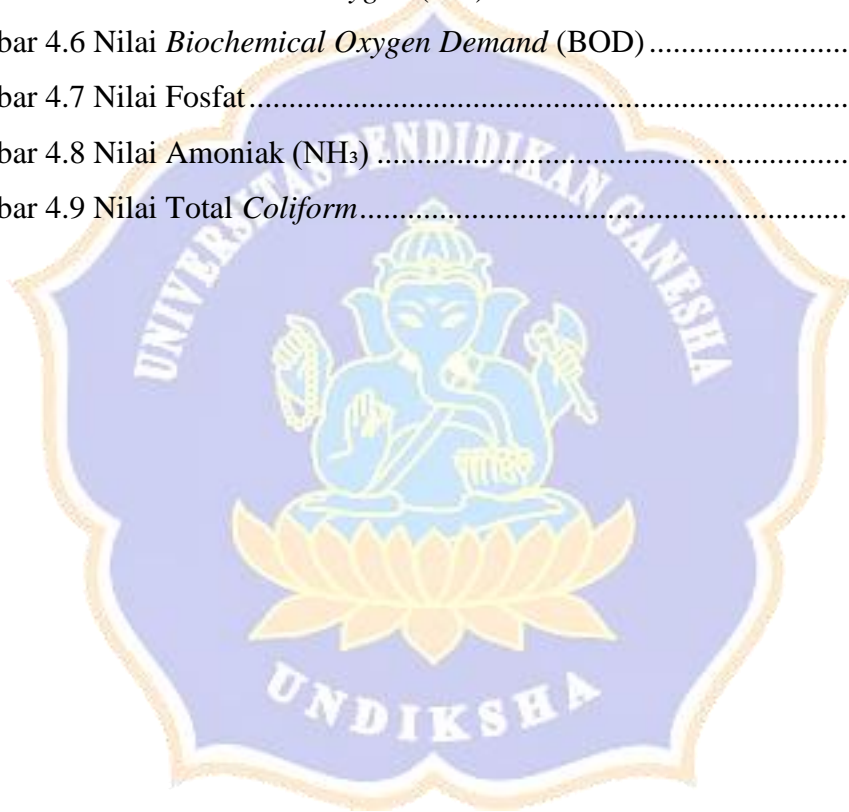 bar 4.6 Nilai Biochemical Oxygen Demand (BOD)
bar 4.7 Nilai Fosfat
bar 4.8 Nilai Amoniak (NH₃)
bar 4.9 Nilai Total Coliform
UNIVERSITAS PENDIDIKAN GANESHA
UNDIKSHA